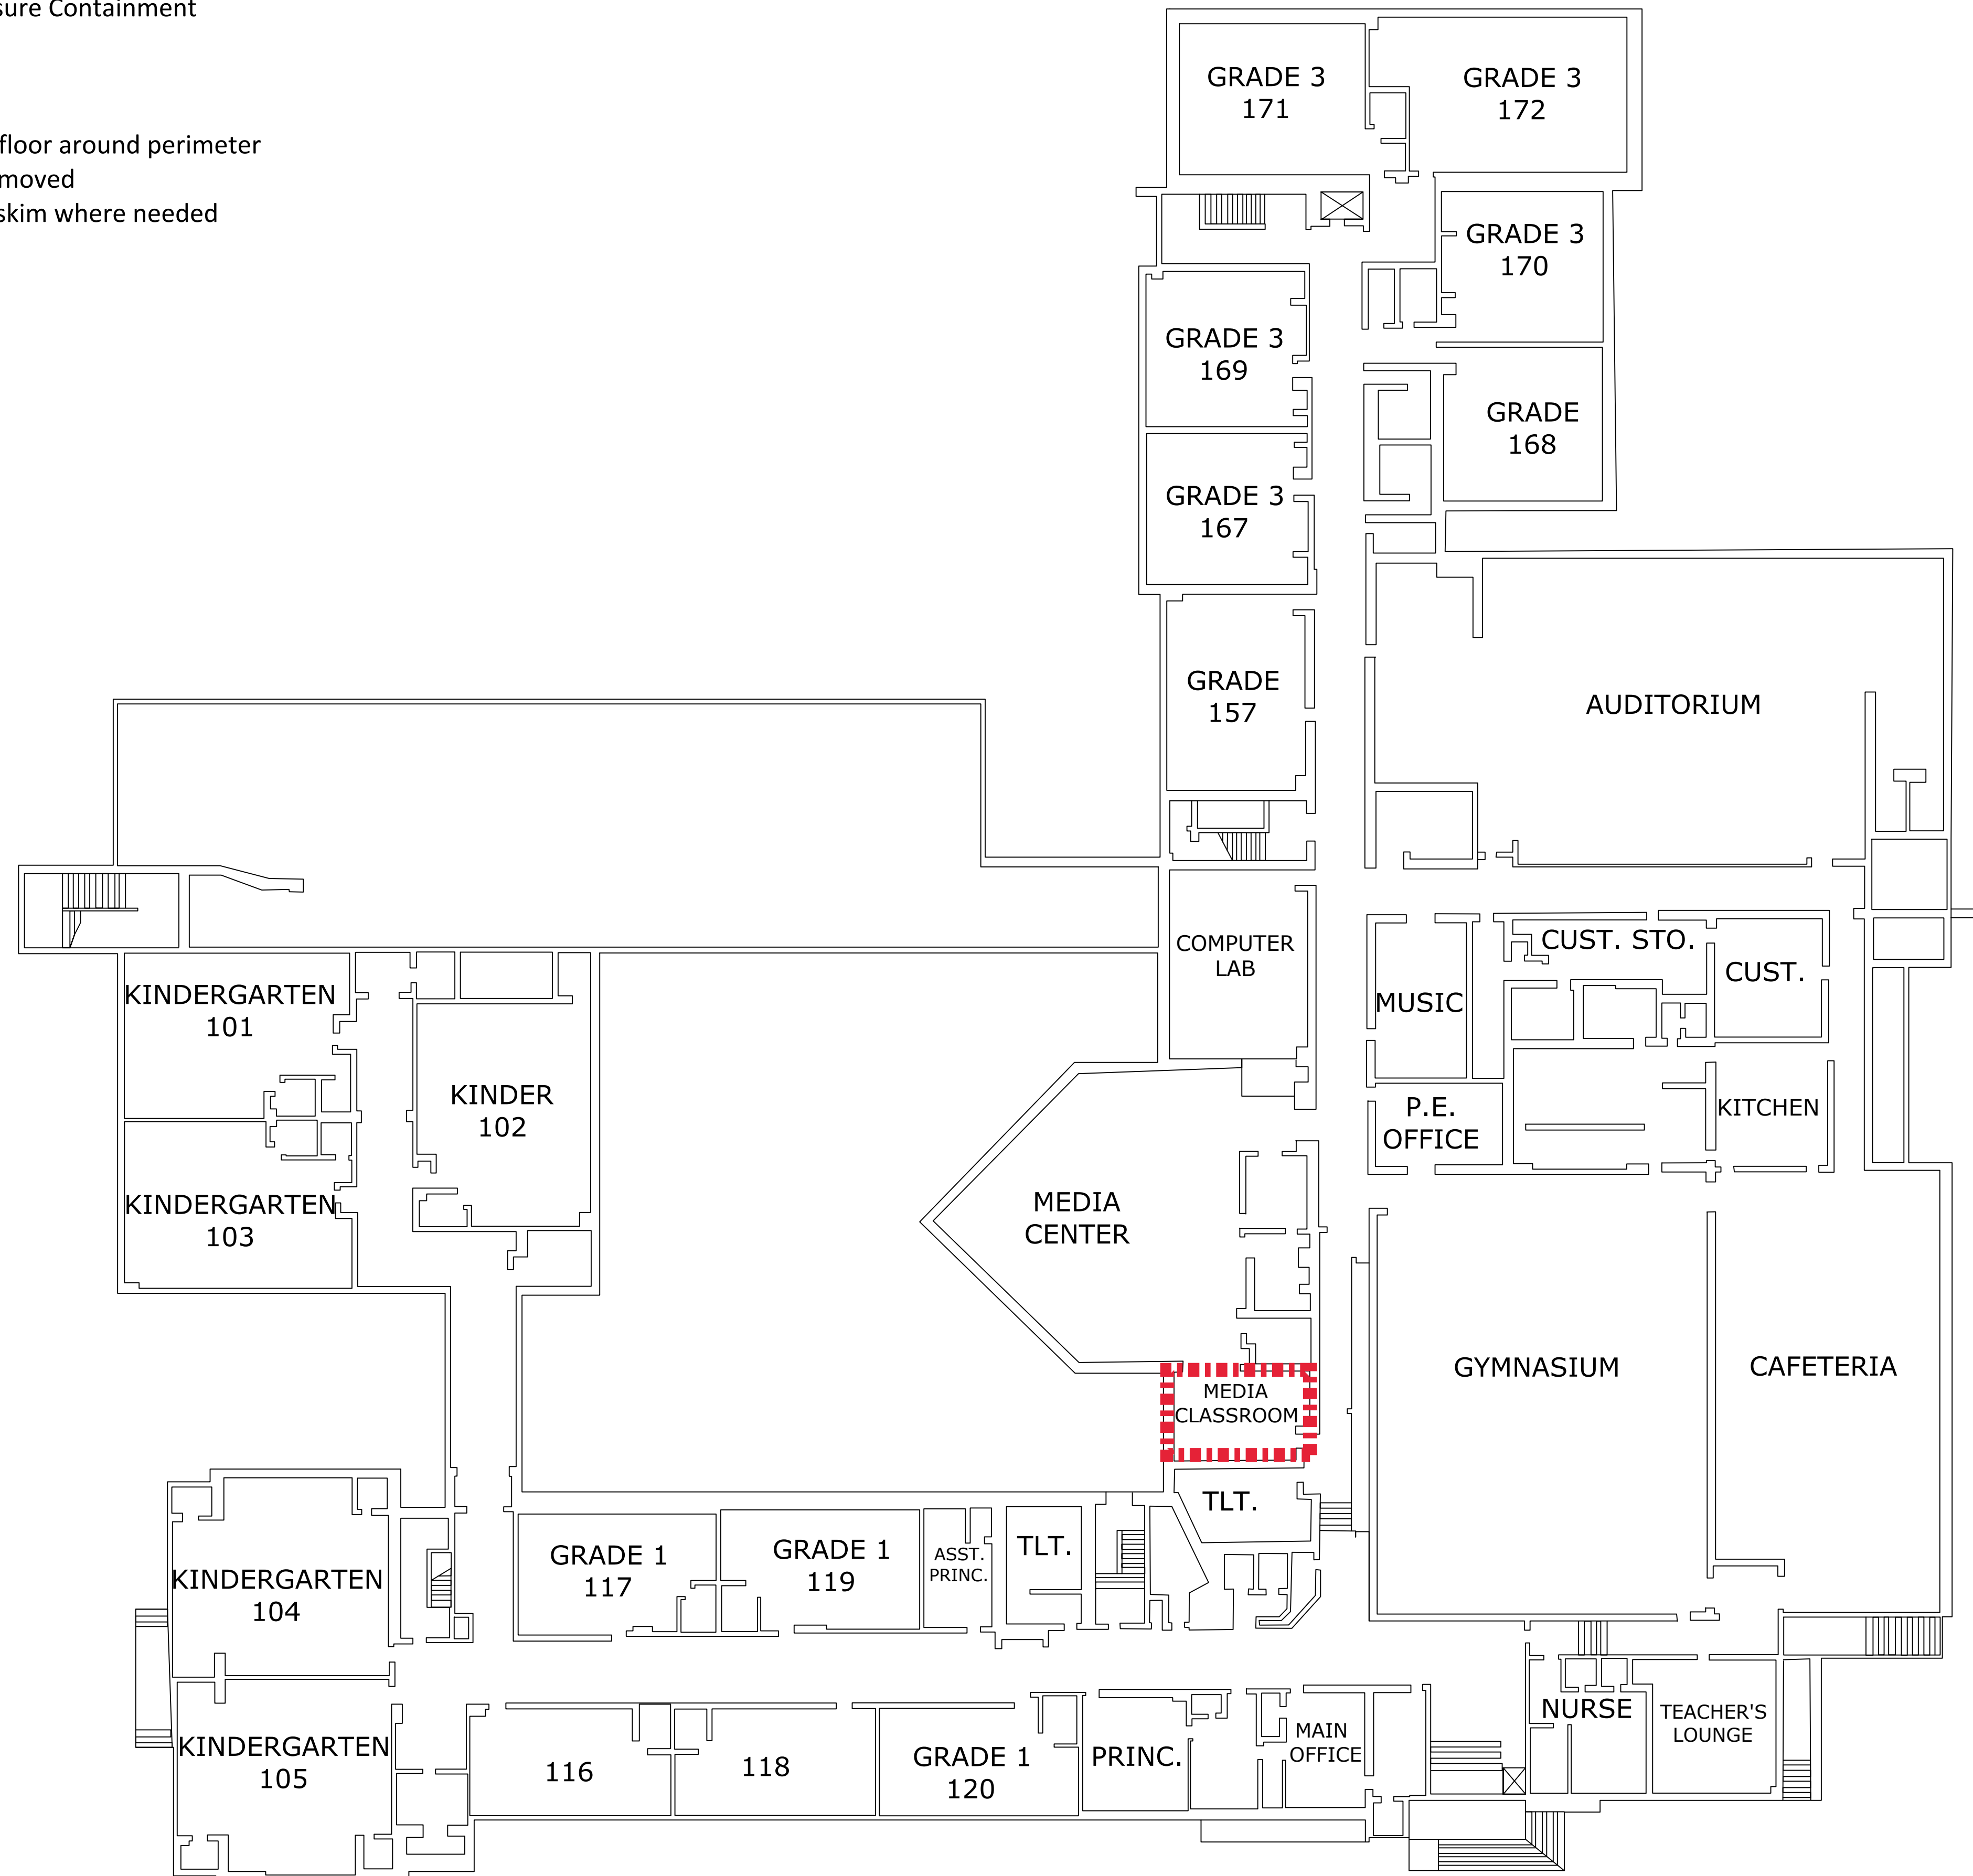 sure Containment
floor around perimeter
moved
skim where needed
GRADE 3
171
GRADE 3
172
GRADE 3
170
GRADE 3
169
GRADE
168
GRADE 3
167
GRADE
157
AUDITORIUM
COMPUTER
LAB
CUST. STO.
CUST.
MUSIC
KINDERGARTEN
101
KINDER
102
P.E.
OFFICE
KITCHEN
KINDERGARTEN
103
MEDIA
CENTER
GYMNASIUM
CAFETERIA
MEDIA
CLASSROOM
TLT.
GRADE 1
117
GRADE 1
119
ASST.
PRINC.
TLT.
KINDERGARTEN
104
KINDERGARTEN
105
116
118
GRADE 1
120
PRINC.
MAIN
OFFICE
NURSE
TEACHER'S
LOUNGE